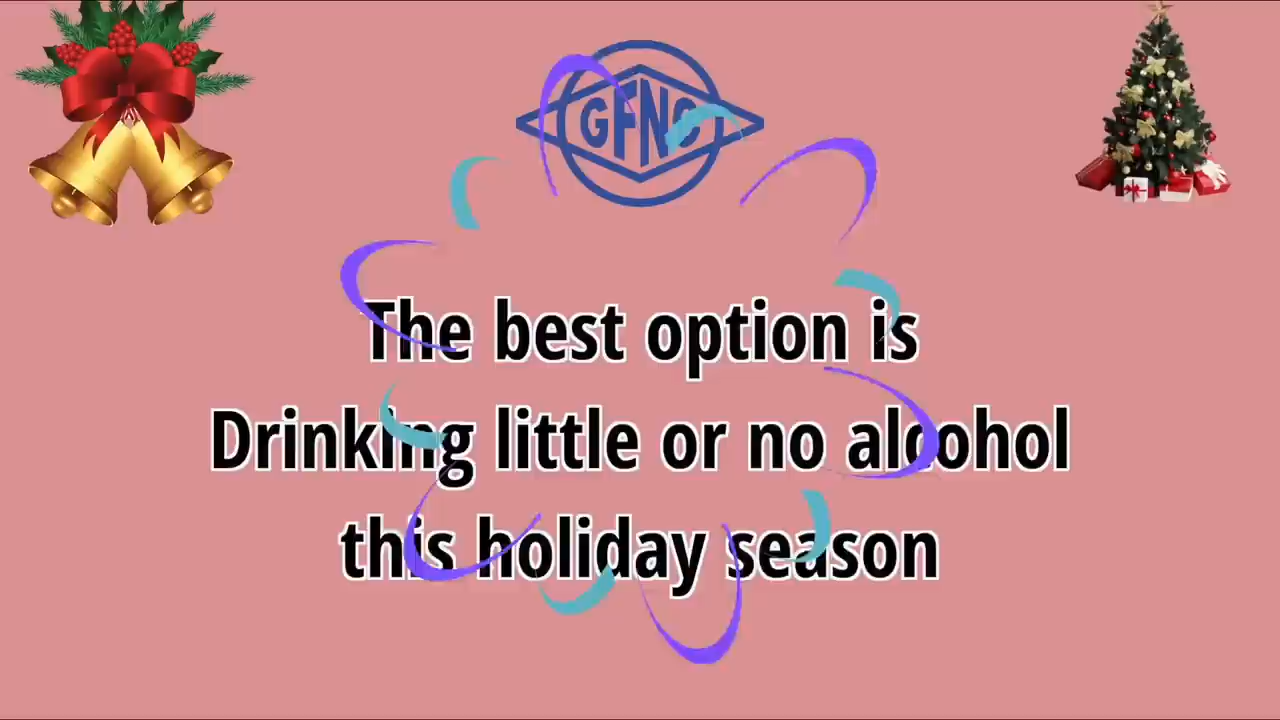 GFNC
The best option is
Drinking little or no alcohol
this holiday season